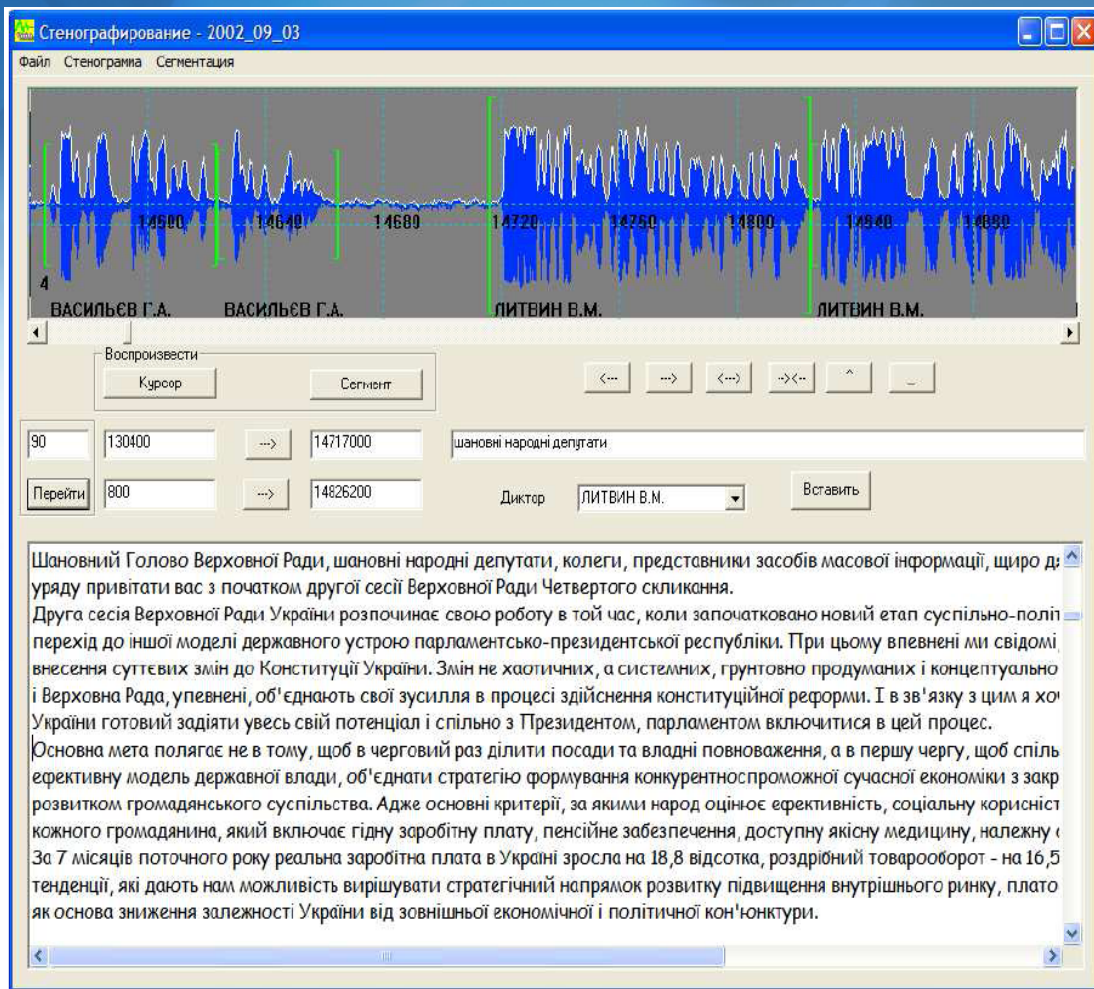 Стенографирование - 2002_09_03
Файл Стенограмма Сегментация
14600 14640 14680 14720 14760 14800 14840 14880
4
ВАСИЛЬЄВ Г.А. ВАСИЛЬЄВ Г.А. ЛИТВИН В.М. ЛИТВИН В.М.
Воспроизвести
Курсор Сегмент <--- ---> <---> -><-- ^ _
90 130400 ---> 14717000 шановні народні депутати
Перейти 800 ---> 14826200 Диктор ЛИТВИН В.М. Вставить
Шановний Голово Верховної Ради, шановні народні депутати, колеги, представники засобів масової інформації, щиро
уряду привітати вас з початком другої сесії Верховної Ради Четвертого скликання.
Друга сесія Верховної Ради України розпочинає свою роботу в той час, коли започатковано новий етап суспільно-політ
перехід до іншої моделі державного устрою парламентсько-президентської республіки. При цьому впевнені ми свідомі,
внесення суттєвих змін до Конституції України. Змін не хаотичних, а системних, грунтовно продуманих і концептуально
і Верховна Рада, упевнені, об'єднають свої зусилля в процесі здійснення конституційної реформи. І в зв'язку з цим я хоч
України готовий задіяти увесь свій потенціал і спільно з Президентом, парламентом включитися в цей процес.
Основна мета полягає не в тому, щоб в черговий раз ділити посади та владні повноваження, а в першу чергу, щоб спіль
ефективну модель державної влади, об'єднати стратегію формування конкурентноспроможної сучасної економіки з закр
розвитком громадянського суспільства. Адже основні критерії, за якими народ оцінює ефективність, соціальну корисніст
кожного громадянина, який включає гідну заробітну плату, пенсійне забезпечення, доступну якісну медицину, належну
За 7 місяців поточного року реальна заробітна плата в Україні зросла на 18,8 відсотка, роздрібний товарооборот - на 16,5
тенденції, які дають нам можливість вирішувати стратегічний напрямок розвитку підвищення внутрішнього ринку, плато
як основа зниження залежності України від зовнішньої економічної і політичної кон'юнктури.